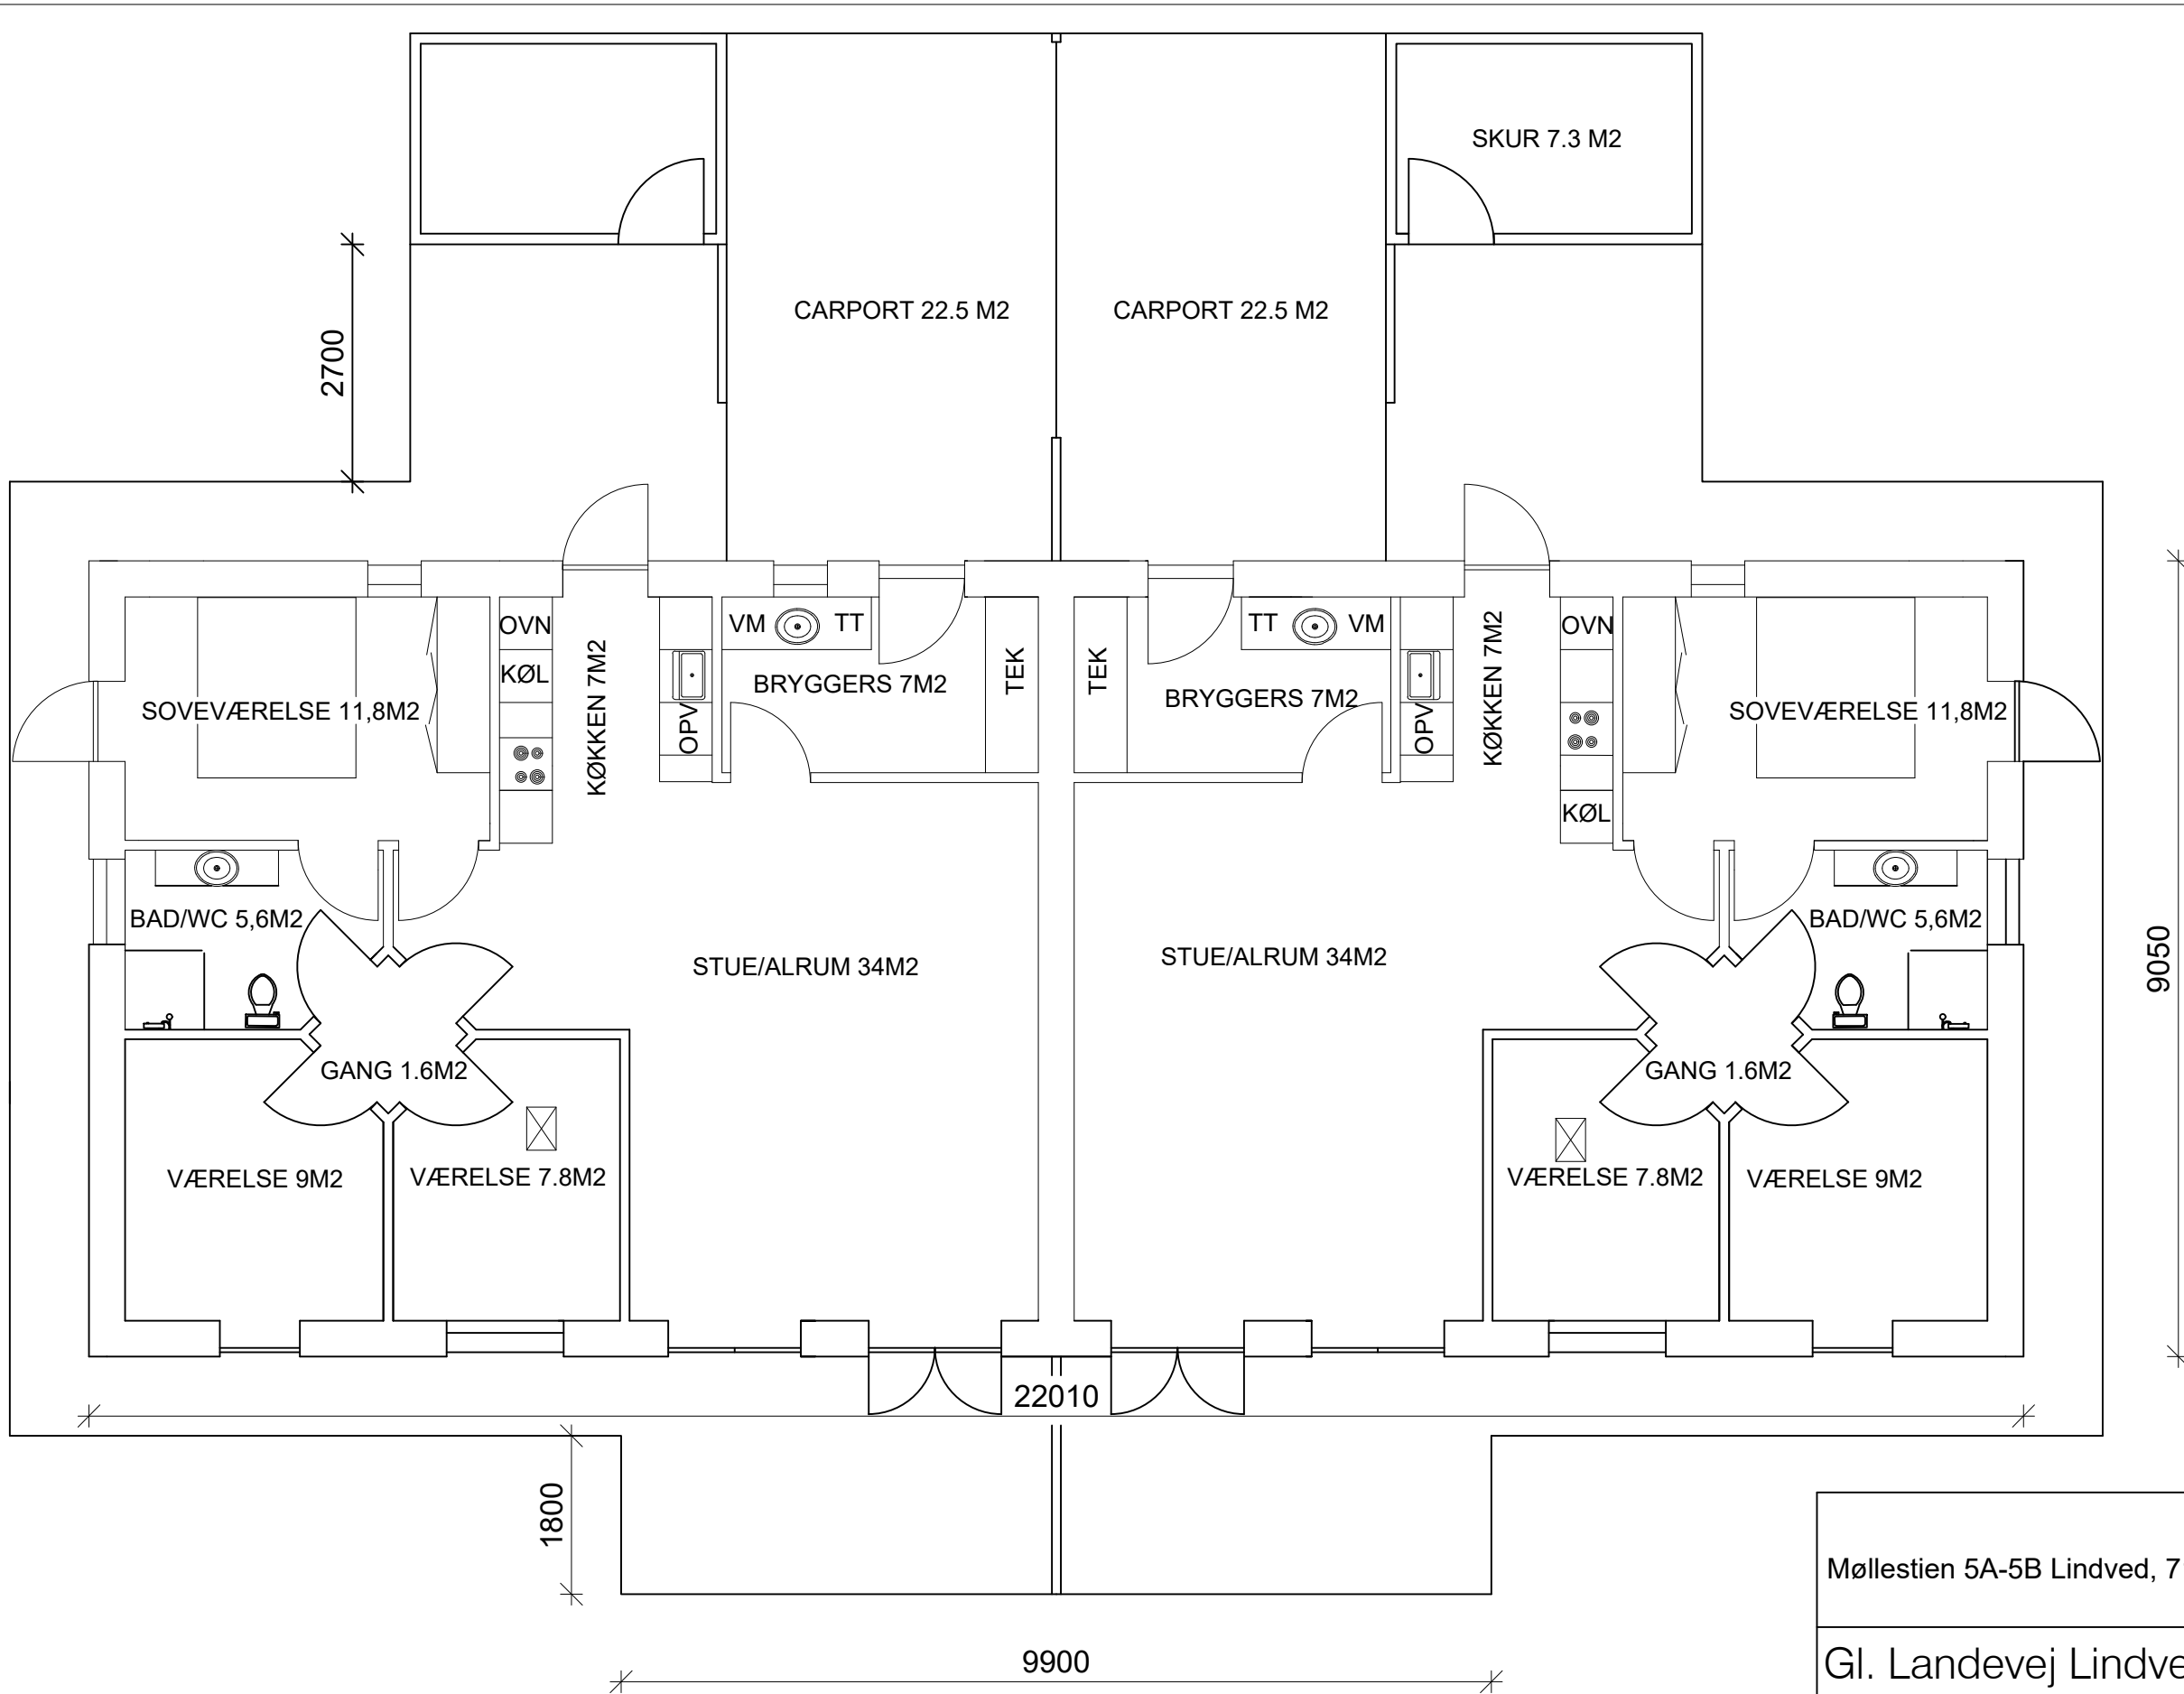 SKUR 7.3 M2
CARPORT 22.5 M2
CARPORT 22.5 M2
2700
OVN
KØL
KØKKEN 7M2
OPV
VM
TT
BRYGGERS 7M2
TEK
TEK
TT
VM
BRYGGERS 7M2
OPV
KØKKEN 7M2
OVN
KØL
SOVEVÆRELSE 11,8M2
SOVEVÆRELSE 11,8M2
BAD/WC 5,6M2
BAD/WC 5,6M2
STUE/ALRUM 34M2
STUE/ALRUM 34M2
9050
GANG 1.6M2
GANG 1.6M2
VÆRELSE 9M2
VÆRELSE 7.8M2
VÆRELSE 7.8M2
VÆRELSE 9M2
22010
1800
9900
Møllestien 5A-5B Lindved, 7
Gl. Landevej Lindve